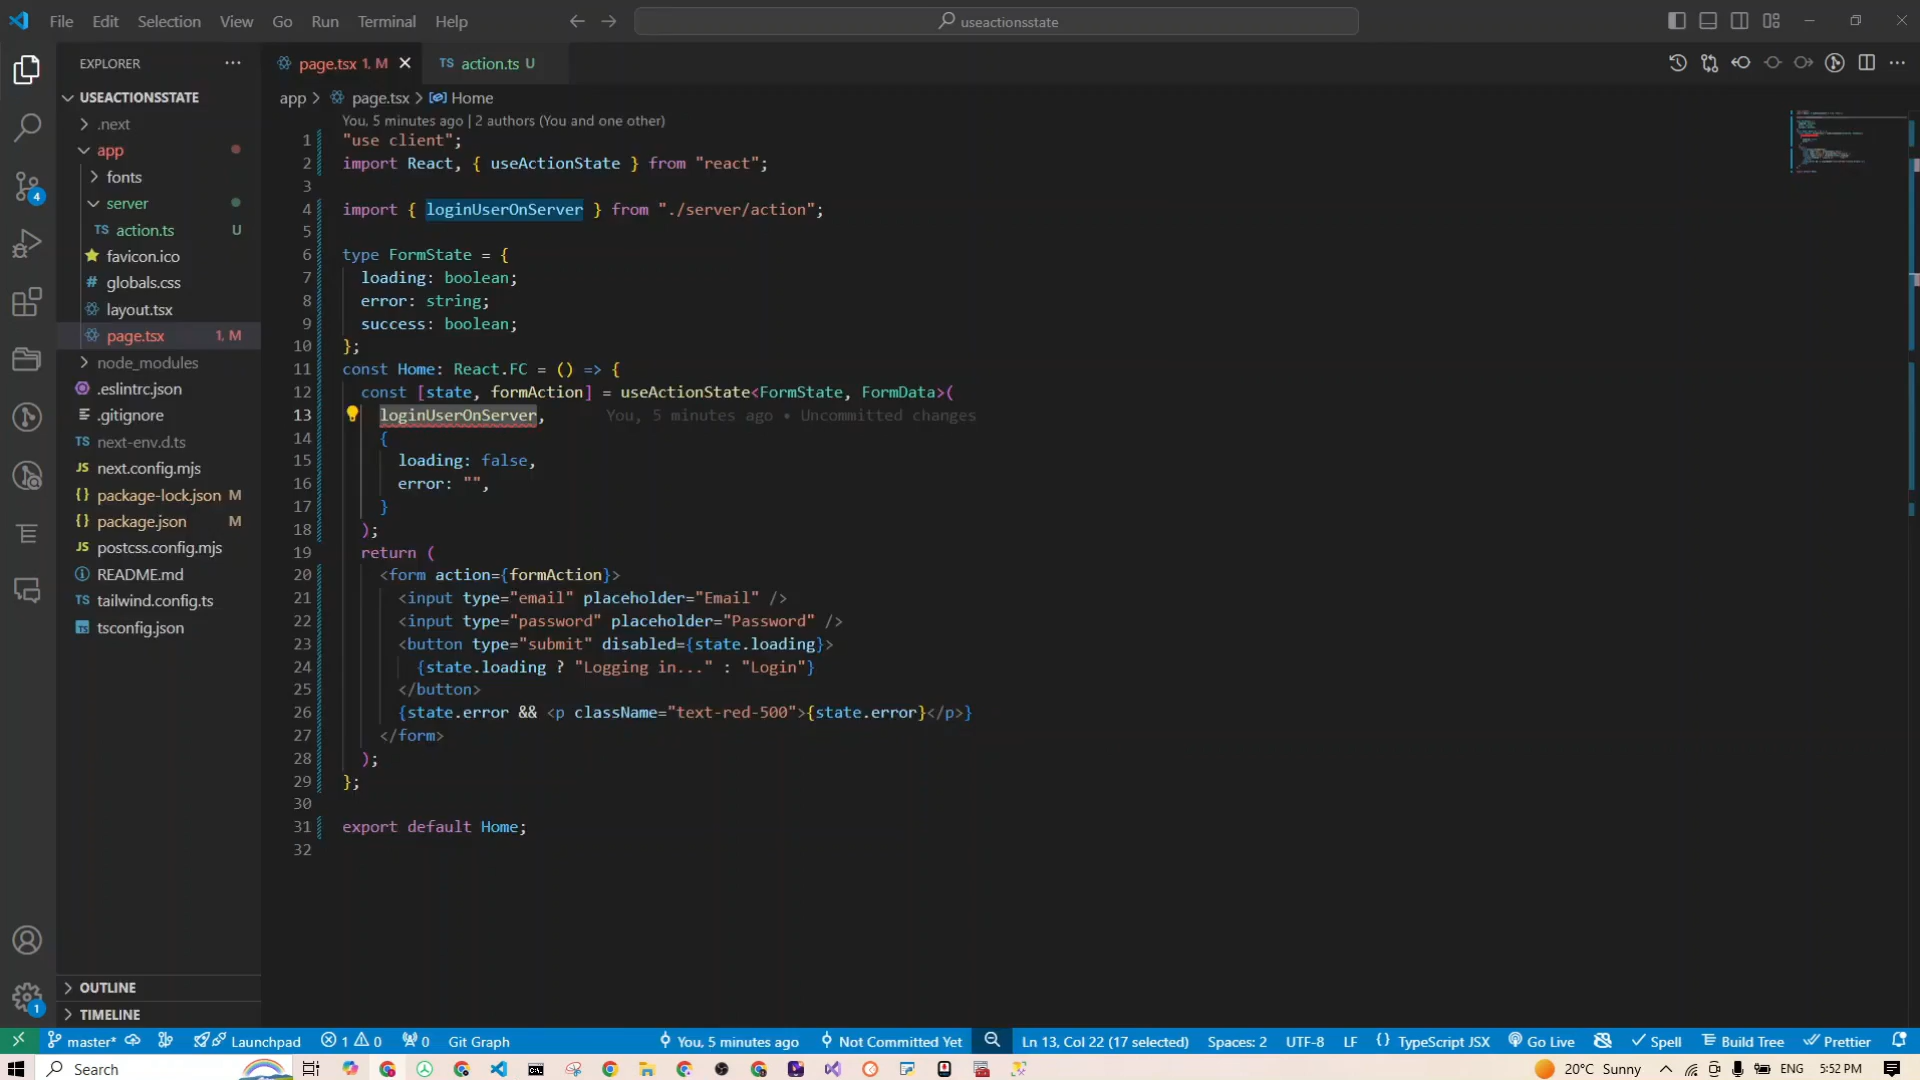 File Edit Selection View Go Run Terminal Help
useactionsstate
EXPLORER
USEACTIONSSTATE
.next
app
fonts
server
TS action.ts U
favicon.ico
# globals.css
layout.tsx
page.tsx 1, M
node_modules
.eslintrc.json
.gitignore
TS next-env.d.ts
JS next.config.mjs
{} package-lock.json M
{} package.json M
JS postcss.config.mjs
README.md
TS tailwind.config.ts
tsconfig.json
OUTLINE
TIMELINE
4
1
page.tsx 1, M
TS action.ts U
app > page.tsx > Home
You, 5 minutes ago | 2 authors (You and one other)
1 "use client";
2 import React, { useActionState } from "react";
3
4 import { loginUserOnServer } from "./server/action";
5
6 type FormState = {
7 loading: boolean;
8 error: string;
9 success: boolean;
10 };
11 const Home: React.FC = () => {
12 const [state, formAction] = useActionState<FormState, FormData>(
13 loginUserOnServer, You, 5 minutes ago • Uncommitted changes
14 {
15 loading: false,
16 error: "",
17 }
18 );
19 return (
20 <form action={formAction}>
21 <input type="email" placeholder="Email" />
22 <input type="password" placeholder="Password" />
23 <button type="submit" disabled={state.loading}>
24 {state.loading ? "Logging in..." : "Login"}
25 </button>
26 {state.error && <p className="text-red-500">{state.error}</p>}
27 </form>
28 );
29 };
30
31 export default Home;
32
master* Launchpad 1 0 0 Git Graph You, 5 minutes ago Not Committed Yet Ln 13, Col 22 (17 selected) Spaces: 2 UTF-8 LF {} TypeScript JSX Go Live Spell Build Tree Prettier
Search 20°C Sunny ENG 5:52 PM